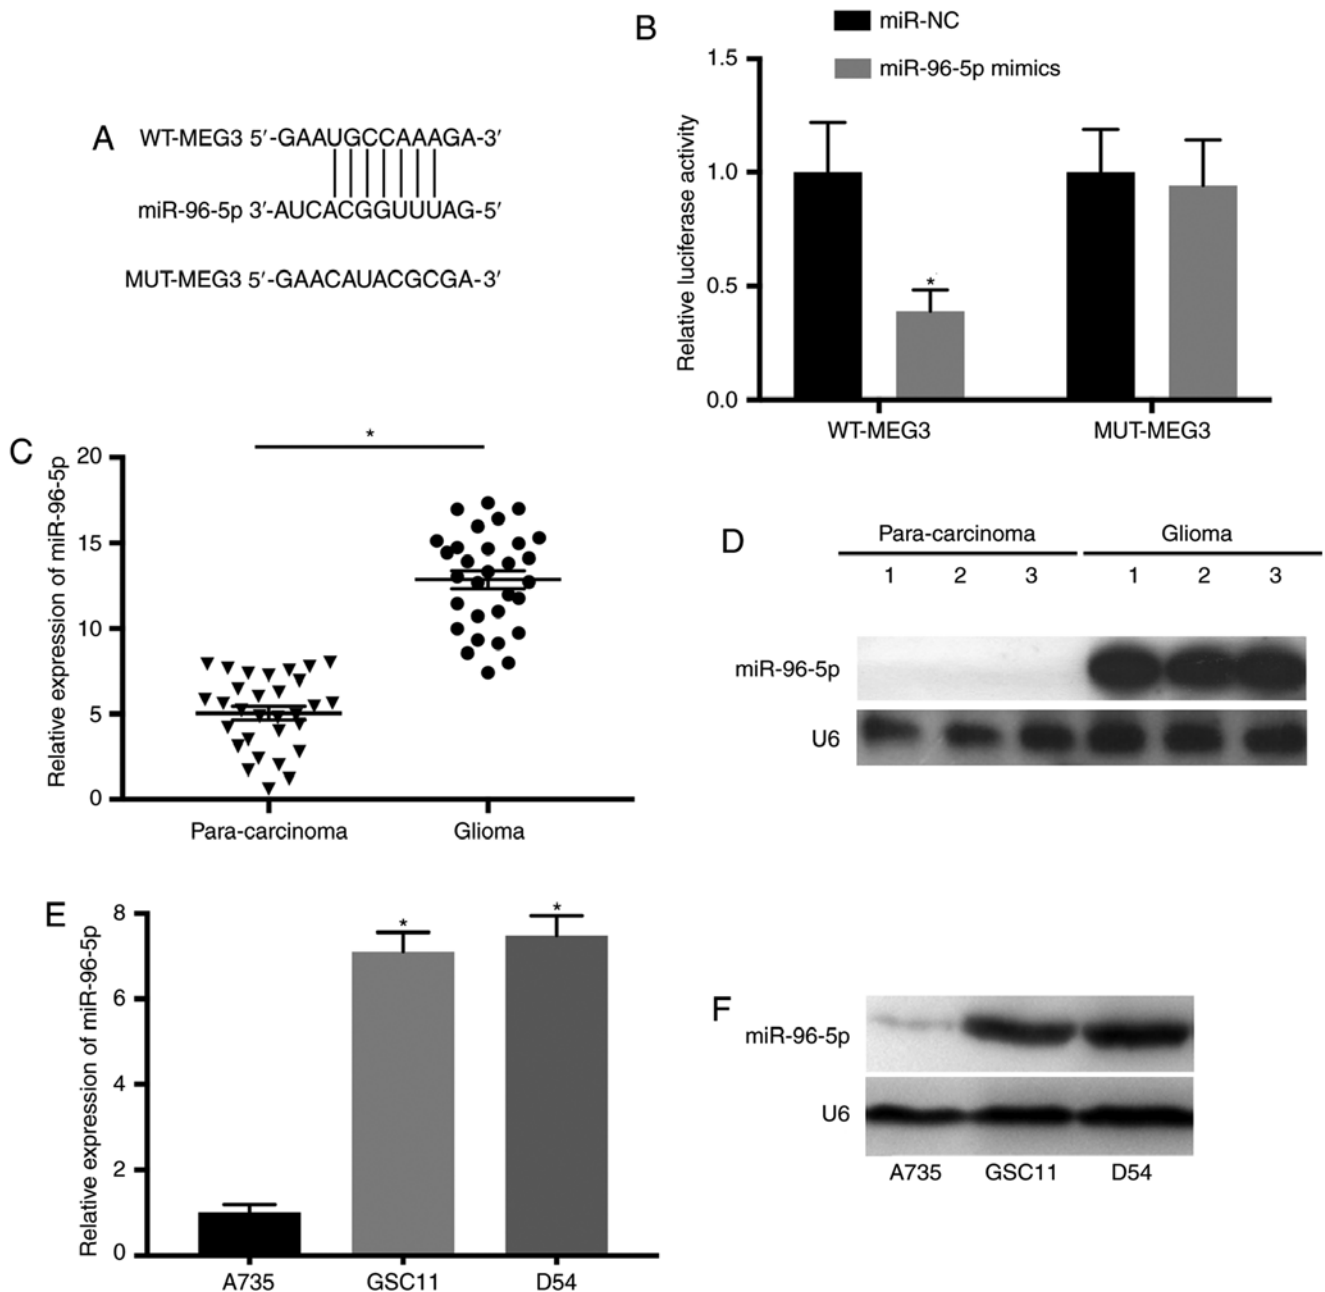 A
WT-MEG3 5′-GAAUGCCAAAGA-3′
miR-96-5p 3′-AUCACGGUUUAG-5′
MUT-MEG3 5′-GAACAUACGCGA-3′
B
miR-NC
miR-96-5p mimics
Relative luciferase activity
1.5
1.0
0.5
0.0
*
WT-MEG3 MUT-MEG3
C
Relative expression of miR-96-5p
20
15
10
5
0
*
Para-carcinoma Glioma
D
Para-carcinoma Glioma
1 2 3 1 2 3
miR-96-5p
U6
E
Relative expression of miR-96-5p
8
6
4
2
0
* *
A735 GSC11 D54
F
miR-96-5p
U6
A735 GSC11 D54